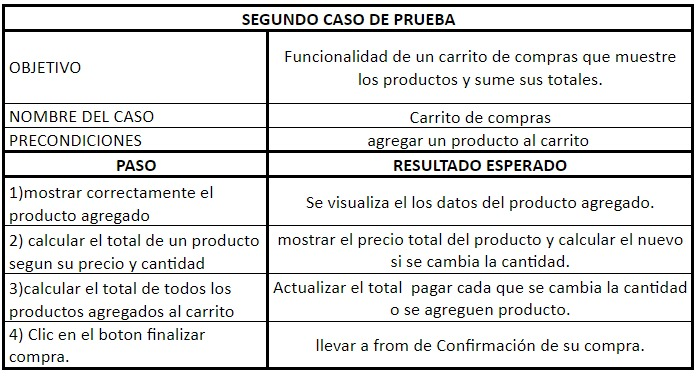 SEGUNDO CASO DE PRUEBA
OBJETIVO
Funcionalidad de un carrito de compras que muestre
los productos y sume sus totales.
NOMBRE DEL CASO
Carrito de compras
PRECONDICIONES
agregar un producto al carrito
PASO
RESULTADO ESPERADO
1)mostrar correctamente el
producto agregado
Se visualiza el los datos del producto agregado.
2) calcular el total de un producto
segun su precio y cantidad
mostrar el precio total del producto y calcular el nuevo
si se cambia la cantidad.
3)calcular el total de todos los
productos agregados al carrito
Actualizar el total  pagar cada que se cambia la cantidad
o se agreguen producto.
4) Clic en el boton finalizar
compra.
llevar a from de Confirmación de su compra.